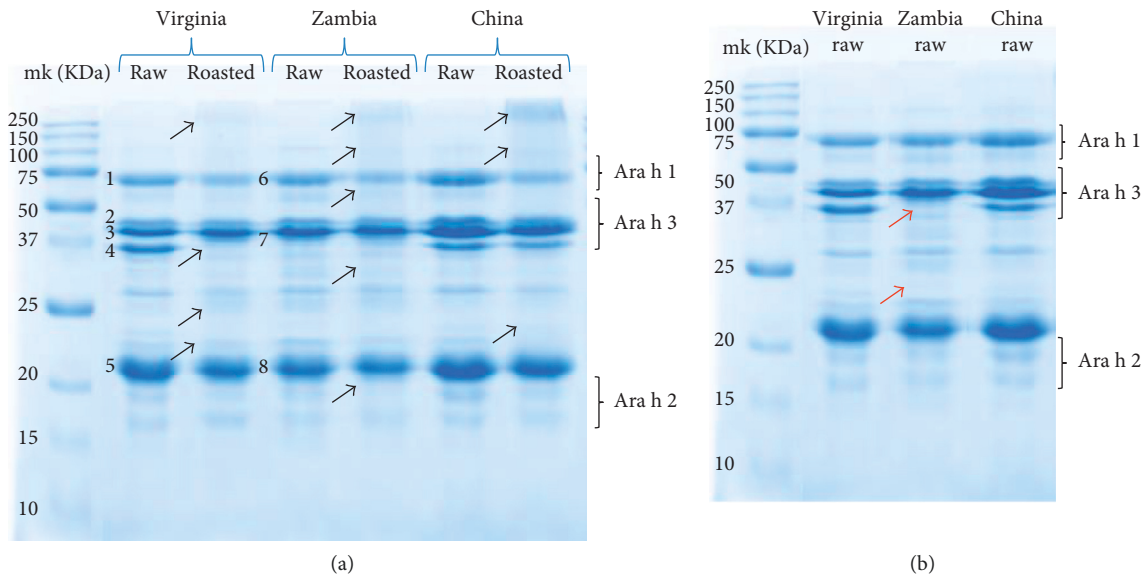 Virginia Zambia China
mk (KDa) Raw Roasted Raw Roasted Raw Roasted
250
150
100
75
50
37
25
20
15
10
1
2
3
4
5
6
7
8
Ara h 1
Ara h 3
Ara h 2
(a)
Virginia Zambia China
mk (KDa) raw raw raw
250
150
100
75
50
37
25
20
15
10
Ara h 1
Ara h 3
Ara h 2
(b)